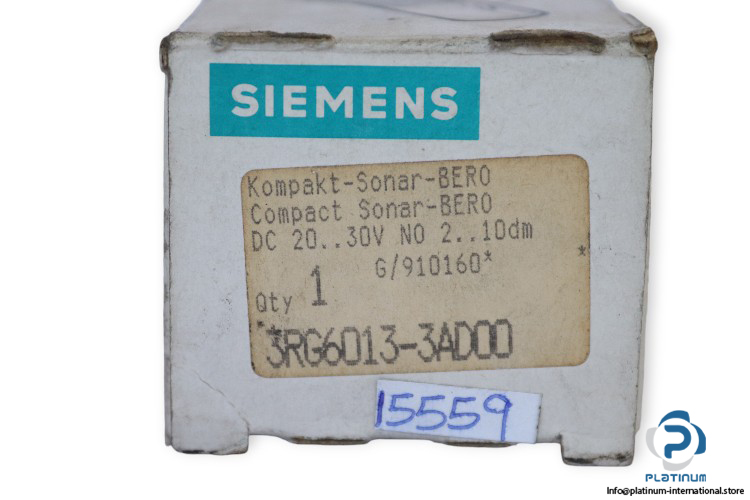 SIEMENS
Kompakt-Sonar-BERO
Compact Sonar-BERO
DC 20..30V NO 2..10dm
G/910160*
*
Qty 1
*3RG6013-3AD00
15559
PLATINUM
Info@platinum-international.store